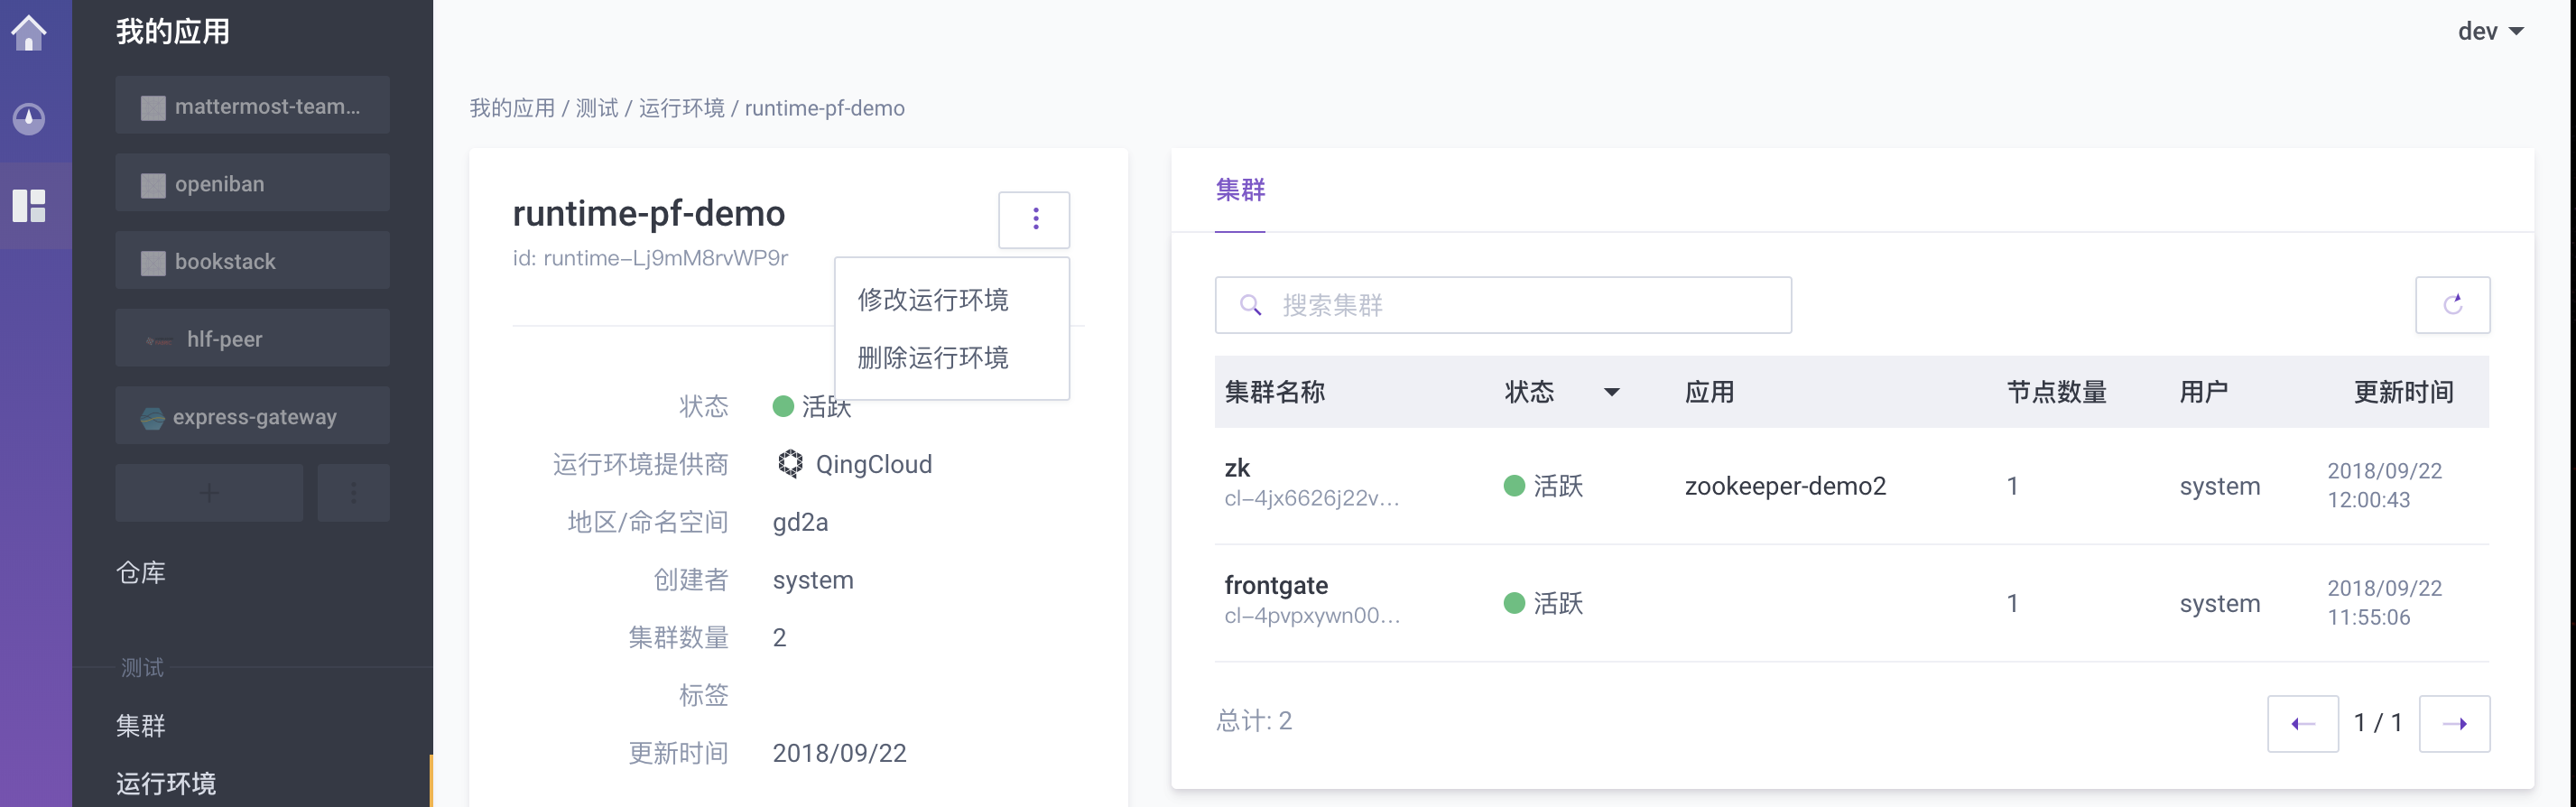 我的应用
mattermost-team...
openiban
bookstack
hlf-peer
express-gateway
仓库
测试
集群
运行环境
dev
我的应用 / 测试 / 运行环境 / runtime-pf-demo
runtime-pf-demo
id: runtime-Lj9mM8rvWP9r
修改运行环境
删除运行环境
状态 活跃
运行环境提供商 QingCloud
地区/命名空间 gd2a
创建者 system
集群数量 2
标签
更新时间 2018/09/22
集群
搜索集群
集群名称 状态 应用 节点数量 用户 更新时间
zk
cl-4jx6626j22v...
活跃 zookeeper-demo2 1 system
2018/09/22
12:00:43
frontgate
cl-4pvpxywn00...
活跃 1 system
2018/09/22
11:55:06
总计: 2
1 / 1